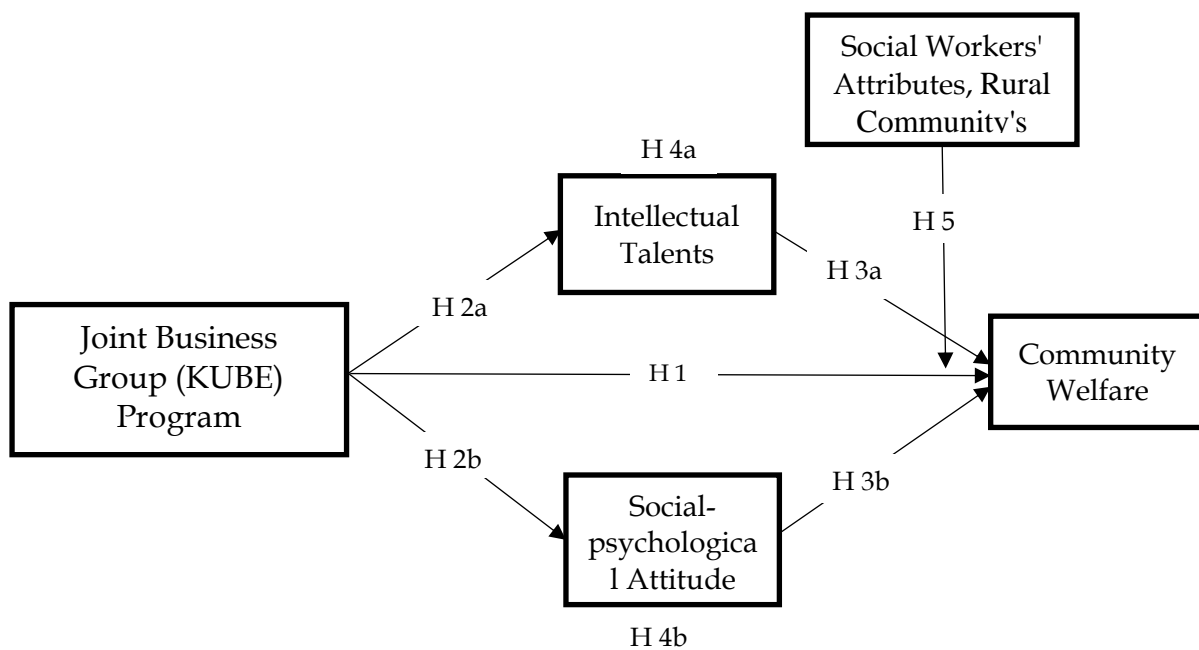 Social Workers'
Attributes, Rural
Community's
H 4a
Intellectual
Talents
H 5
H 3a
H 2a
Joint Business
Group (KUBE)
Program
H 1
Community
Welfare
H 2b
H 3b
Social-
psychologica
l Attitude
H 4b